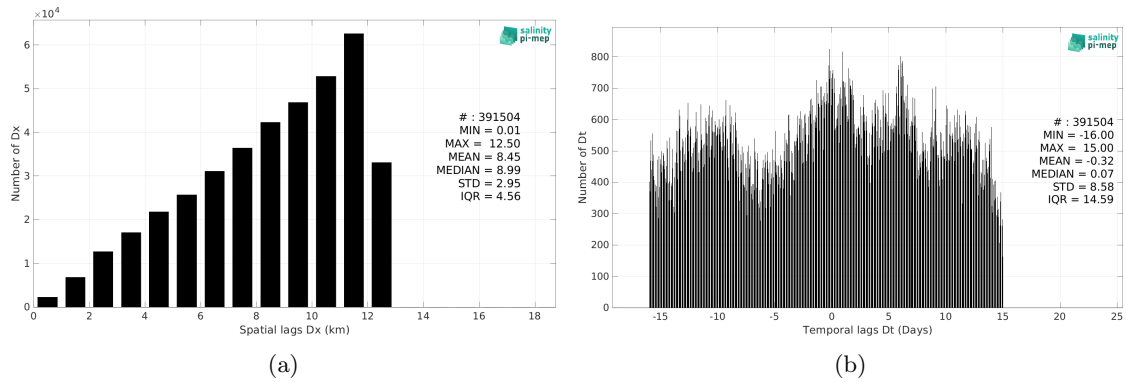 ×10⁴
6
5
4
3
2
1
0
Number of Dx
0 2 4 6 8 10 12 14 16 18
Spatial lags Dx (km)
salinity
pi-mep
# : 391504
MIN = 0.01
MAX = 12.50
MEAN = 8.45
MEDIAN = 8.99
STD = 2.95
IQR = 4.56
(a)
800
700
600
500
400
300
200
100
0
Number of Dt
-15 -10 -5 0 5 10 15 20 25
Temporal lags Dt (Days)
salinity
pi-mep
# : 391504
MIN = -16.00
MAX = 15.00
MEAN = -0.32
MEDIAN = 0.07
STD = 8.58
IQR = 14.59
(b)